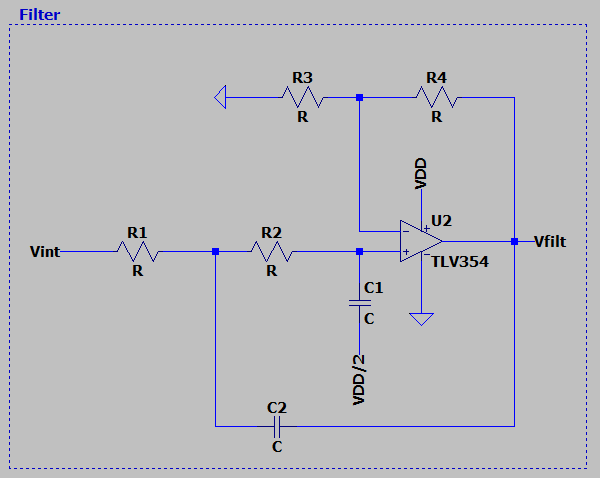 Filter
R3
R
R4
R
VDD
U2
TLV354
−
+
+
−
Vint
R1
R
R2
R
Vfilt
C1
C
VDD/2
C2
C